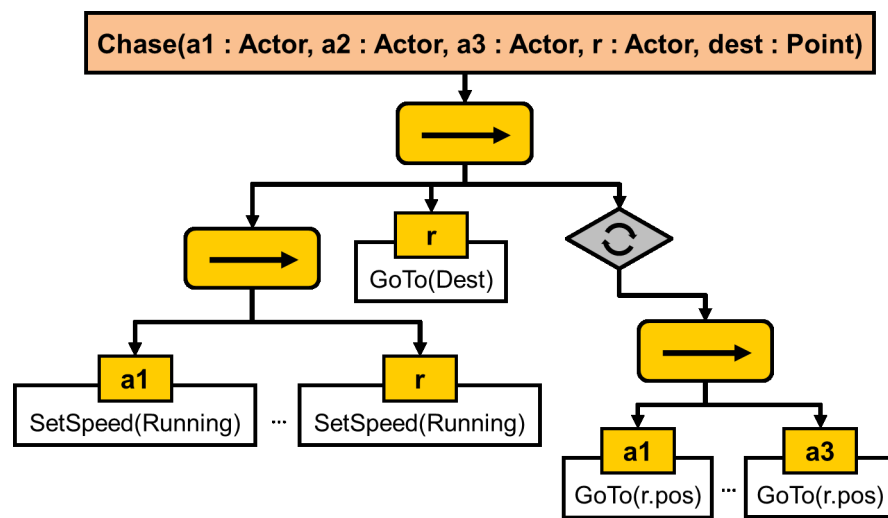 Chase(a1 : Actor, a2 : Actor, a3 : Actor, r : Actor, dest : Point)
r
GoTo(Dest)
a1
SetSpeed(Running)
...
r
SetSpeed(Running)
a1
GoTo(r.pos)
...
a3
GoTo(r.pos)